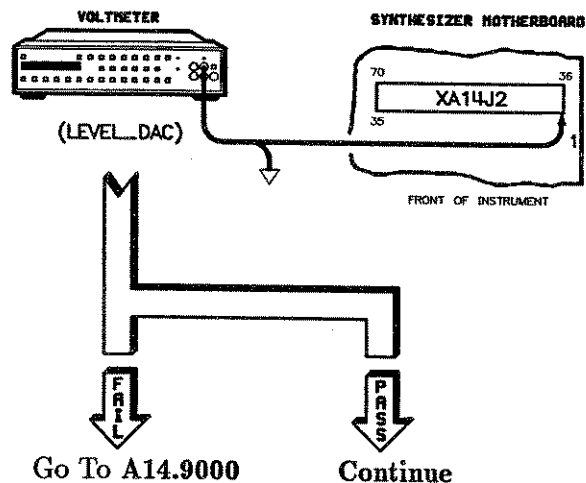 VOLTMETER
SYNTHESIZER MOTHERBOARD
70 36
XA14J2
35 1
(LEVEL_DAC)
FRONT OF INSTRUMENT
FAIL
PASS
Go To A14.9000
Continue